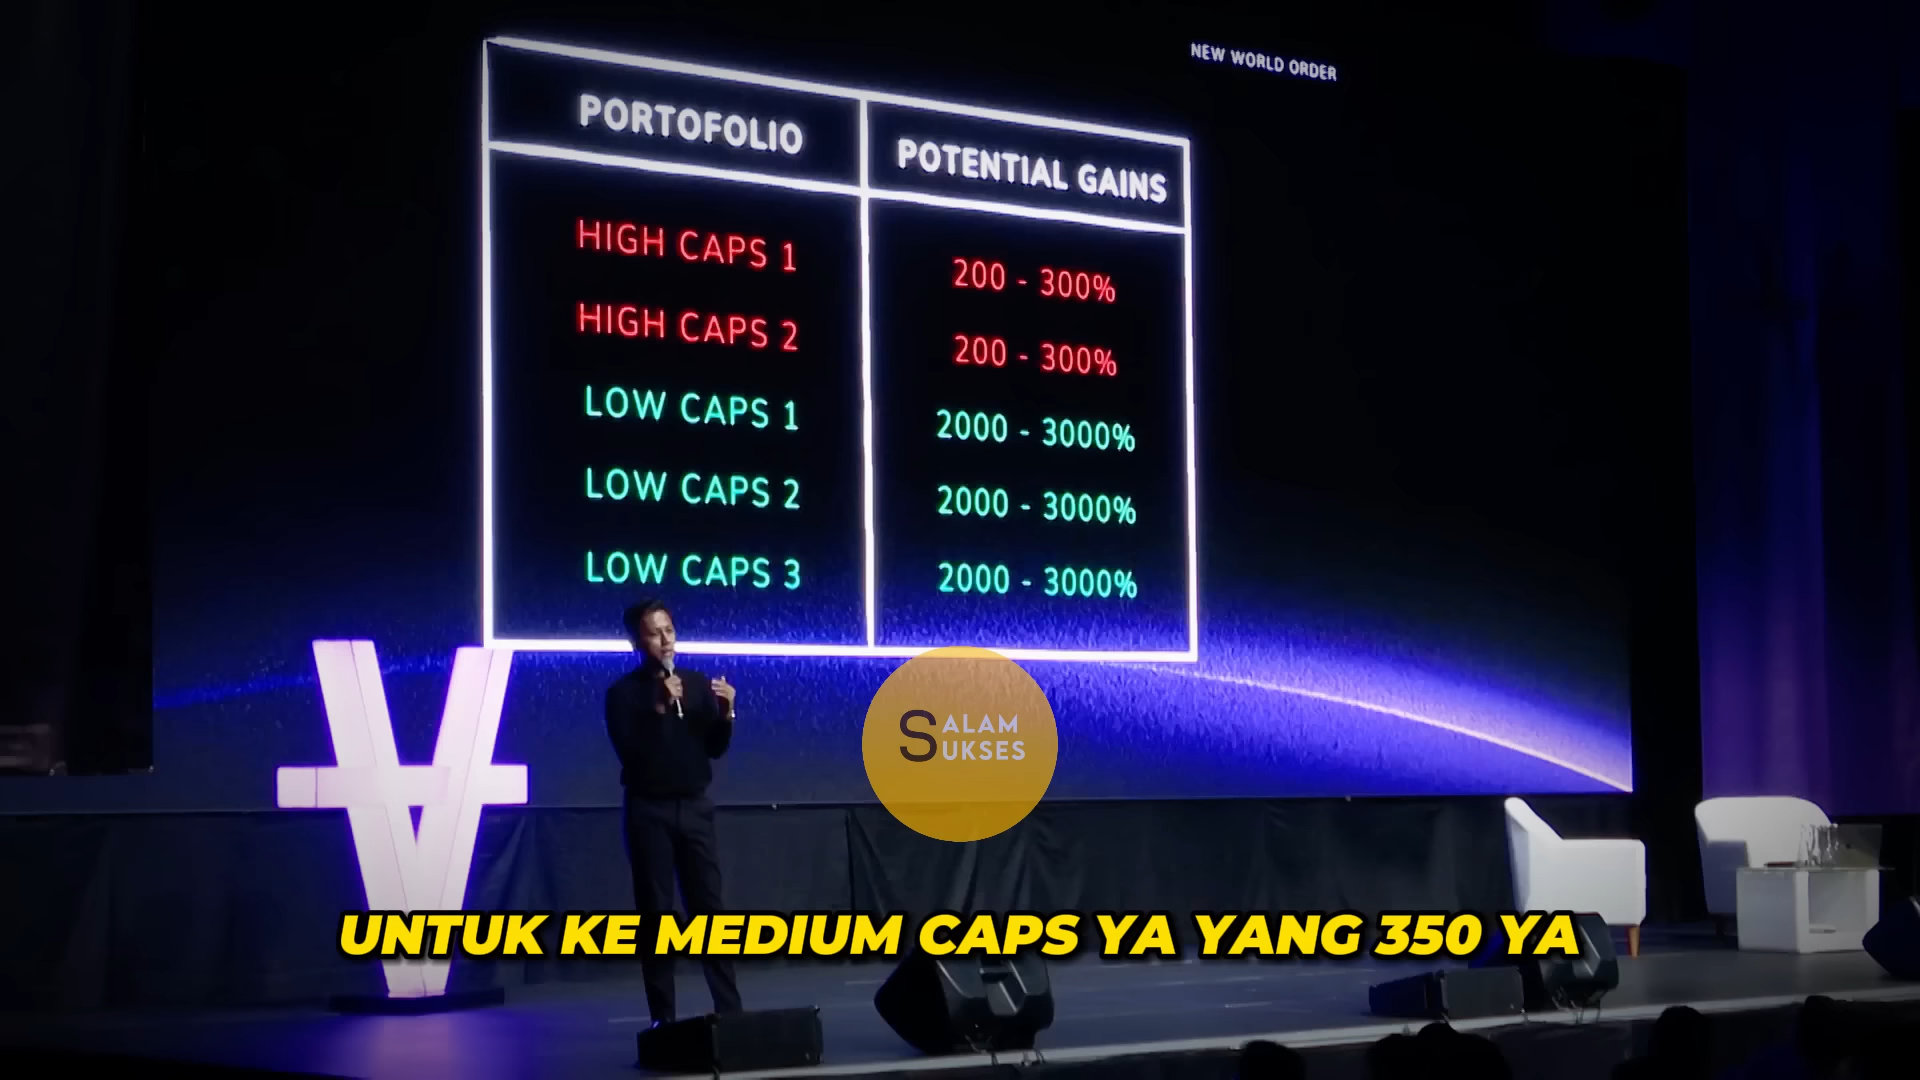 NEW WORLD ORDER
PORTOFOLIO
POTENTIAL GAINS
HIGH CAPS 1
200 - 300%
HIGH CAPS 2
200 - 300%
LOW CAPS 1
2000 - 3000%
LOW CAPS 2
2000 - 3000%
LOW CAPS 3
2000 - 3000%
SALAM
SUKSES
UNTUK KE MEDIUM CAPS YA YANG 350 YA